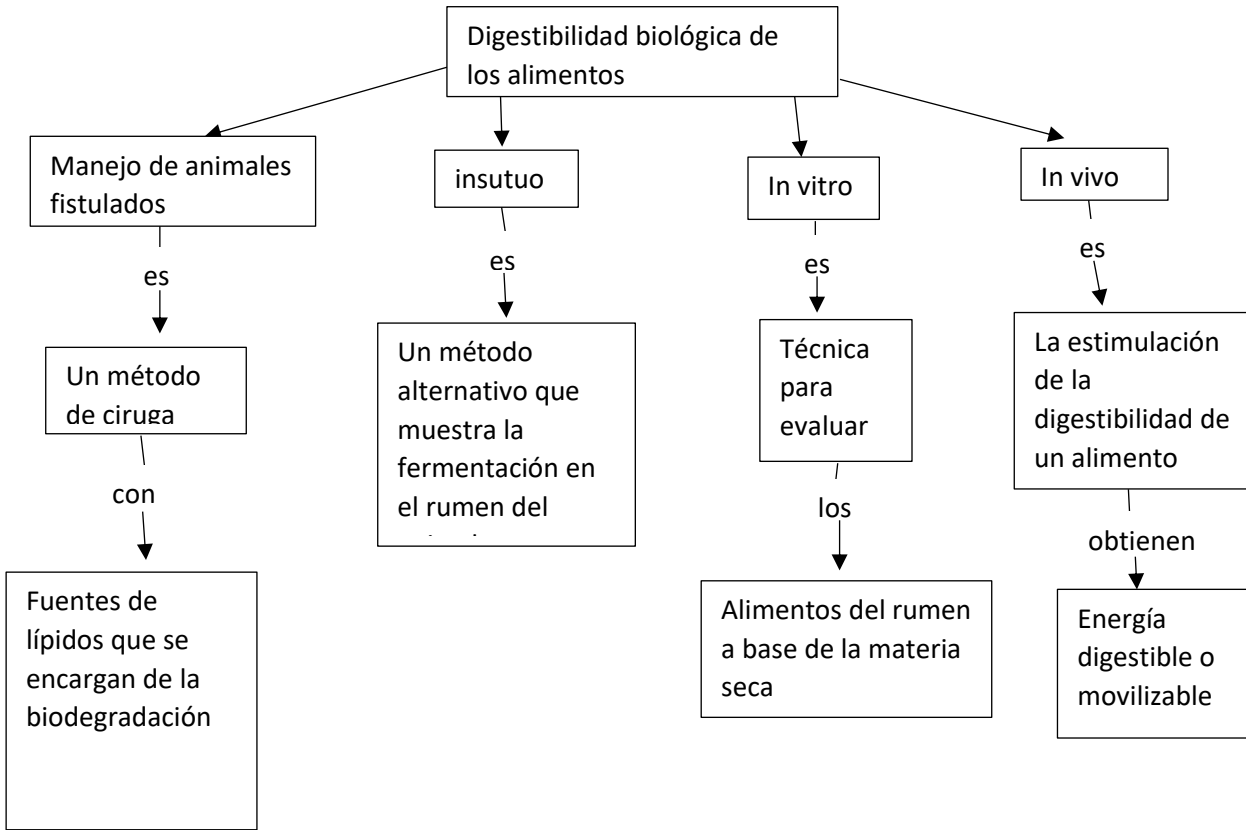 Digestibilidad biológica de
los alimentos
Manejo de animales
fistulados
insutuo
In vitro
In vivo
es
es
es
es
Un método
de ciruga
Un método
alternativo que
muestra la
fermentación en
el rumen del
Técnica
para
evaluar
La estimulación
de la
digestibilidad de
un alimento
con
los
obtienen
Fuentes de
lípidos que se
encargan de la
biodegradación
Alimentos del rumen
a base de la materia
seca
Energía
digestible o
movilizable